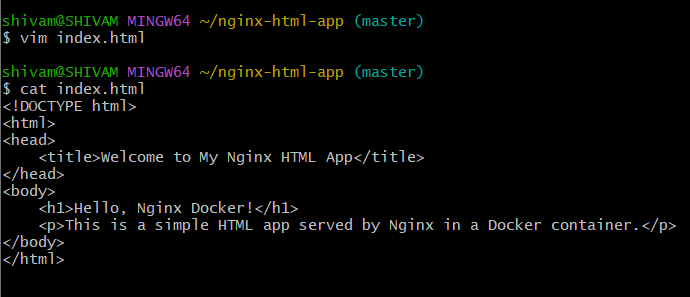 shivam@SHIVAM MINGW64 ~/nginx-html-app (master)
$ vim index.html
shivam@SHIVAM MINGW64 ~/nginx-html-app (master)
$ cat index.html
<!DOCTYPE html>
<html>
<head>
    <title>Welcome to My Nginx HTML App</title>
</head>
<body>
    <h1>Hello, Nginx Docker!</h1>
    <p>This is a simple HTML app served by Nginx in a Docker container.</p>
</body>
</html>